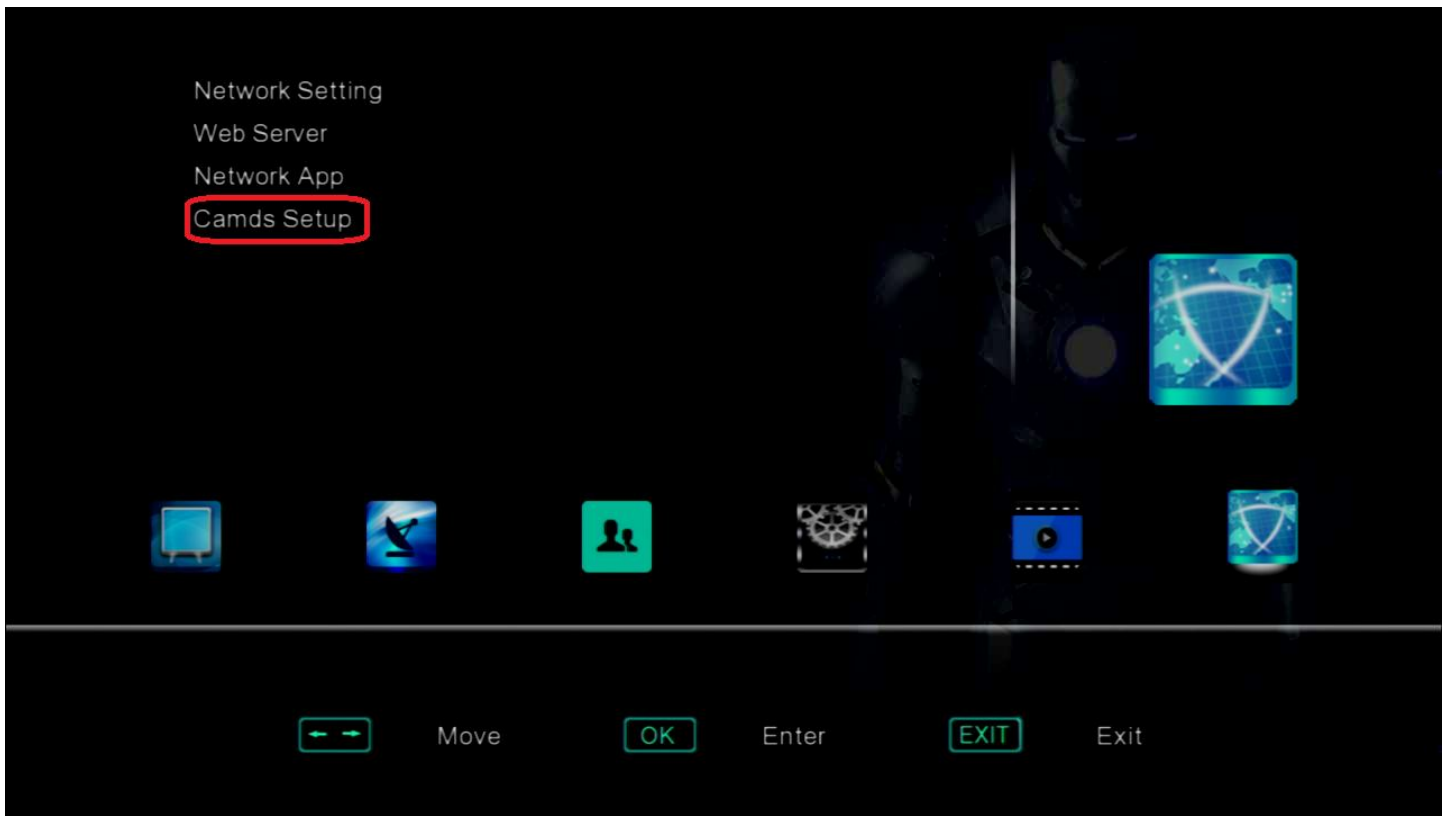 Network Setting
Web Server
Network App
Camds Setup
← → Move OK Enter EXIT Exit